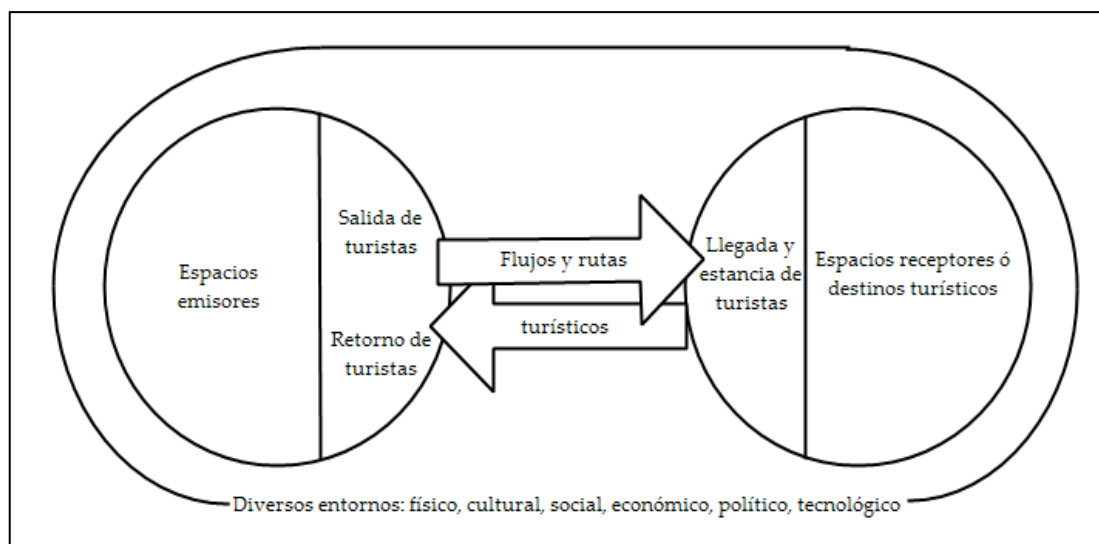 Espacios
emisores
Salida de
turistas
Retorno de
turistas
Flujos y rutas
turísticos
Llegada y
estancia de
turistas
Espacios receptores ó
destinos turísticos
Diversos entornos: físico, cultural, social, económico, político, tecnológico